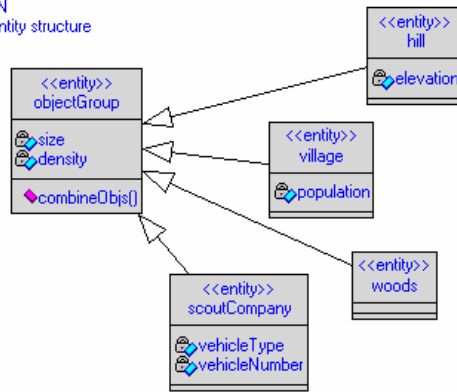 N
ntity structure
<<entity>>
objectGroup
size
density
combineObjs()
<<entity>>
hill
elevation
<<entity>>
village
population
<<entity>>
woods
<<entity>>
scoutCompany
vehicleType
vehicleNumber